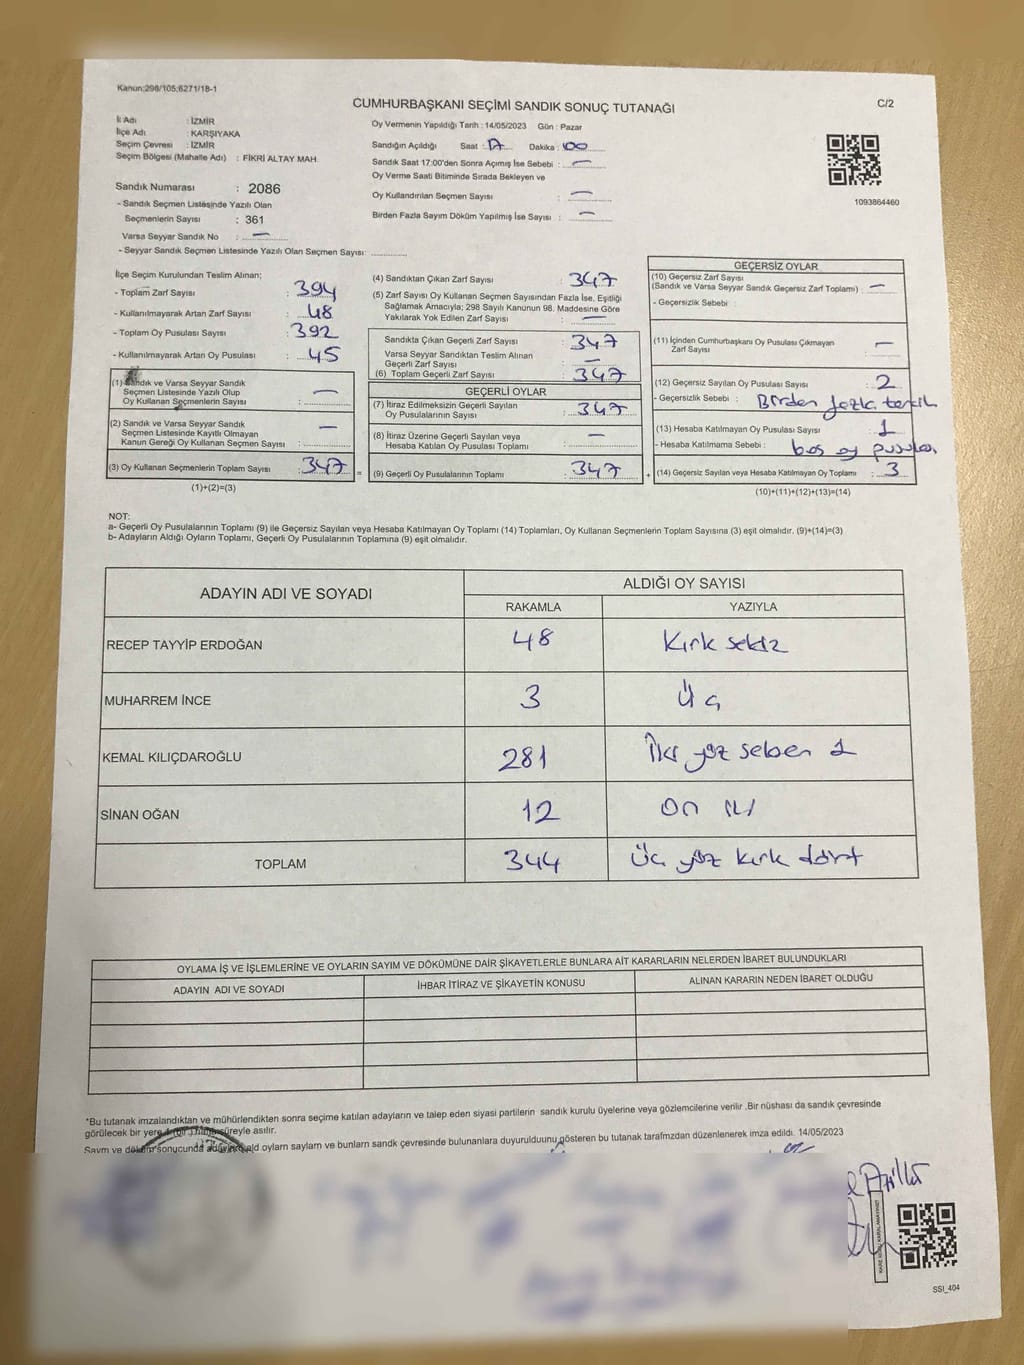 Kanun:298/105;6271/18-1
CUMHURBAŞKANI SEÇİMİ SANDIK SONUÇ TUTANAĞI
C/2
İl Adı : İZMİR
İlçe Adı : KARŞIYAKA
Seçim Çevresi : İZMİR
Seçim Bölgesi (Mahalle Adı) : FİKRİ ALTAY MAH.
Sandık Numarası : 2086
- Sandık Seçmen Listesinde Yazılı Olan
Seçmenlerin Sayısı : 361
Varsa Seyyar Sandık No : —
- Seyyar Sandık Seçmen Listesinde Yazılı Olan Seçmen Sayısı:
Oy Vermenin Yapıldığı Tarih : 14/05/2023 Gün : Pazar
Sandığın Açıldığı Saat : 17 Dakika : 00
Sandık Saat 17:00'den Sonra Açımış İse Sebebi : —
Oy Verme Saati Bitiminde Sırada Bekleyen ve
Oy Kullandırılan Seçmen Sayısı : —
Birden Fazla Sayım Döküm Yapılmış İse Sayısı : —
1093864460
İlçe Seçim Kurulundan Teslim Alınan;
- Toplam Zarf Sayısı : 394
- Kullanılmayarak Artan Zarf Sayısı : 48
- Toplam Oy Pusulası Sayısı : 392
- Kullanılmayarak Artan Oy Pusulası : 45
(1) Sandık ve Varsa Seyyar Sandık
Seçmen Listesinde Yazılı Olup
Oy Kullanan Seçmenlerin Sayısı : —
(2) Sandık ve Varsa Seyyar Sandık
Seçmen Listesinde Kayıtlı Olmayan
Kanun Gereği Oy Kullanan Seçmen Sayısı : —
(3) Oy Kullanan Seçmenlerin Toplam Sayısı : 347
(1)+(2)=(3)
(4) Sandıktan Çıkan Zarf Sayısı : 347
(5) Zarf Sayısı Oy Kullanan Seçmen Sayısından Fazla İse, Eşitliği
Sağlamak Amacıyla; 298 Sayılı Kanunun 98. Maddesine Göre
Yakılarak Yok Edilen Zarf Sayısı : —
Sandıkta Çıkan Geçerli Zarf Sayısı : 347
Varsa Seyyar Sandıktan Teslim Alınan
Geçerli Zarf Sayısı : —
(6) Toplam Geçerli Zarf Sayısı : 347
GEÇERLİ OYLAR
(7) İtiraz Edilmeksizin Geçerli Sayılan
Oy Pusulalarının Sayısı : 347
(8) İtiraz Üzerine Geçerli Sayılan veya
Hesaba Katılan Oy Pusulası Toplamı : —
= (9) Geçerli Oy Pusulalarının Toplamı : 347
GEÇERSİZ OYLAR
(10) Geçersiz Zarf Sayısı
(Sandık ve Varsa Seyyar Sandık Geçersiz Zarf Toplamı) : —
- Geçersizlik Sebebi :
(11) İçinden Cumhurbaşkanı Oy Pusulası Çıkmayan
Zarf Sayısı : —
(12) Geçersiz Sayılan Oy Pusulası Sayısı : 2
- Geçersizlik Sebebi : Birden fazla tercih
(13) Hesaba Katılmayan Oy Pusulası Sayısı : 1
- Hesaba Katılmama Sebebi : boş oy pusulası
+ (14) Geçersiz Sayılan veya Hesaba Katılmayan Oy Toplamı : 3
(10)+(11)+(12)+(13)=(14)
NOT:
a- Geçerli Oy Pusulalarının Toplamı (9) ile Geçersiz Sayılan veya Hesaba Katılmayan Oy Toplamı (14) Toplamları, Oy Kullanan Seçmenlerin Toplam Sayısına (3) eşit olmalıdır. (9)+(14)=(3)
b- Adayların Aldığı Oyların Toplamı, Geçerli Oy Pusulalarının Toplamına (9) eşit olmalıdır.
ADAYIN ADI VE SOYADI
ALDIĞI OY SAYISI
RAKAMLA YAZIYLA
RECEP TAYYİP ERDOĞAN 48 Kırk sekiz
MUHARREM İNCE 3 Üç
KEMAL KILIÇDAROĞLU 281 İki yüz seksen 1
SİNAN OĞAN 12 On iki
TOPLAM 344 Üç yüz kırk dört
OYLAMA İŞ VE İŞLEMLERİNE VE OYLARIN SAYIM VE DÖKÜMÜNE DAİR ŞİKAYETLERLE BUNLARA AİT KARARLARIN NELERDEN İBARET BULUNDUKLARI
ADAYIN ADI VE SOYADI İHBAR İTİRAZ VE ŞİKAYETİN KONUSU ALINAN KARARIN NEDEN İBARET OLDUĞU
*Bu tutanak imzalandıktan ve mühürlendikten sonra seçime katılan adayların ve talep eden siyasi partilerin sandık kurulu üyelerine veya gözlemcilerine verilir .Bir nüshası da sandık çevresinde
görülecek bir yere süreyle asılır.
Saym ve döküm sonucunda ald oylarn saylarn ve bunlarn sandk çevresinde bulunanlara duyurulduunu gösteren bu tutanak tarafmzdan düzenlenerek imza edildi. 14/05/2023
SSI_404